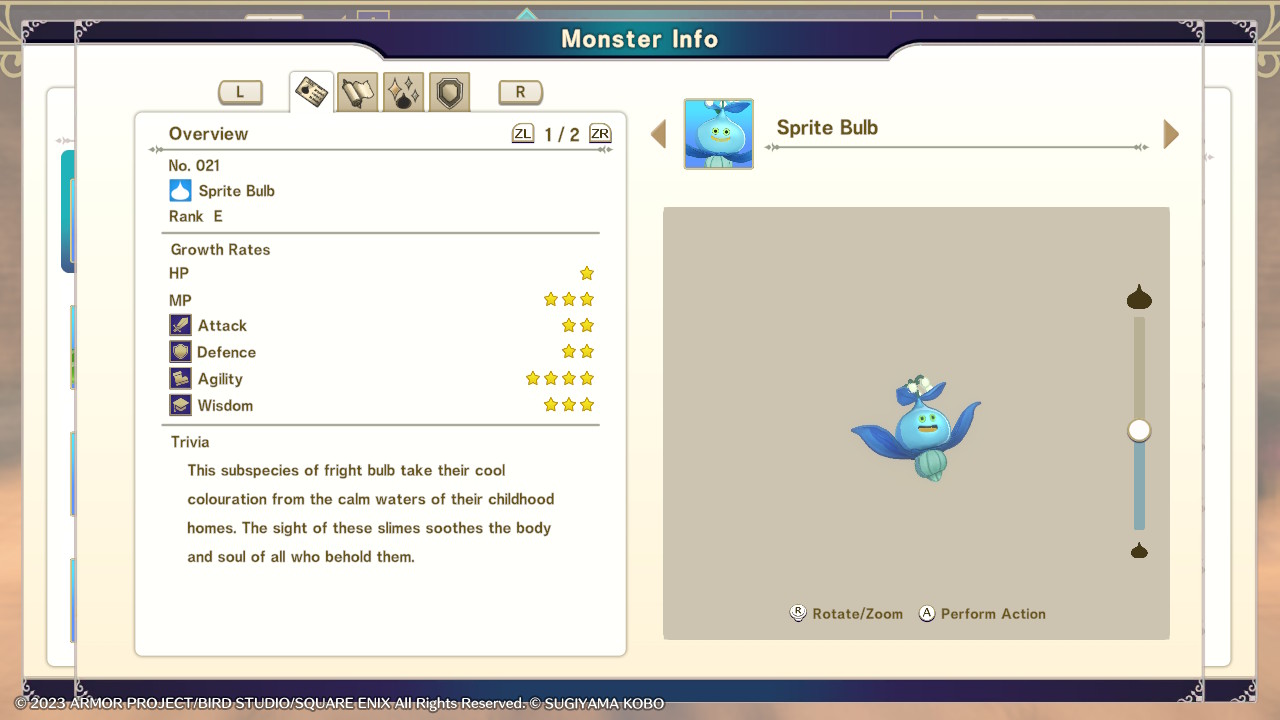 Monster Info
L
R
Overview
ZL 1 / 2 ZR
No. 021
Sprite Bulb
Rank E
Growth Rates
HP
MP
Attack
Defence
Agility
Wisdom
Trivia
This subspecies of fright bulb take their cool
colouration from the calm waters of their childhood
homes. The sight of these slimes soothes the body
and soul of all who behold them.
Sprite Bulb
R Rotate/Zoom A Perform Action
© 2023 ARMOR PROJECT/BIRD STUDIO/SQUARE ENIX All Rights Reserved. © SUGIYAMA KOBO